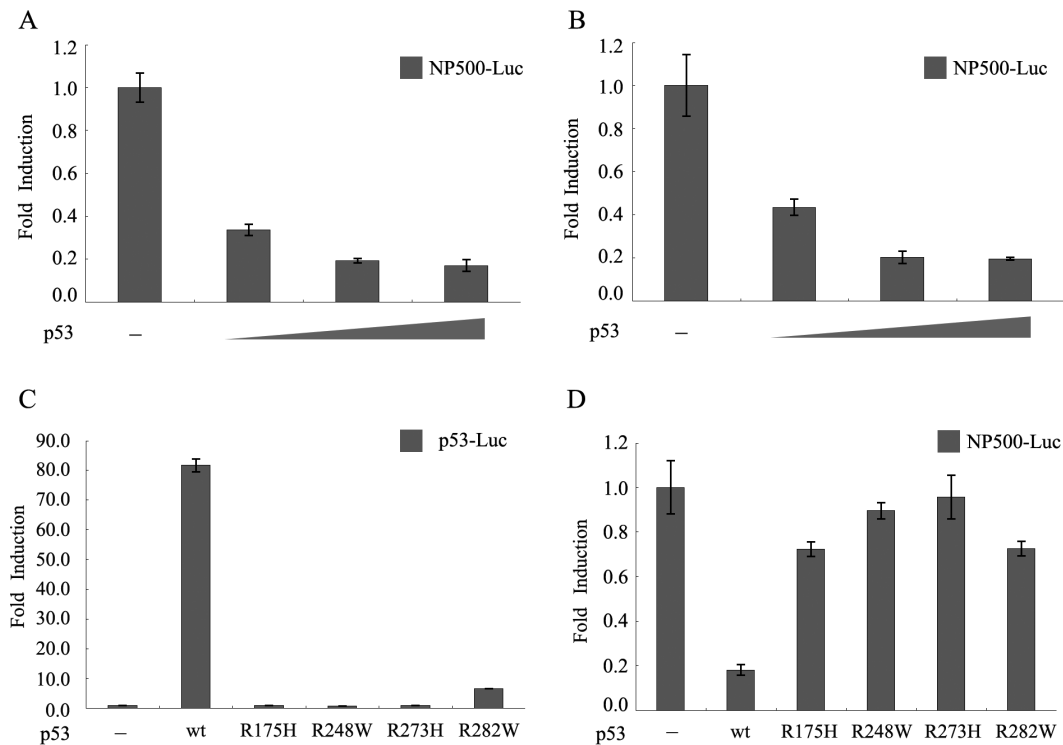 A
NP500-Luc
Fold Induction
1.2
1.0
0.8
0.6
0.4
0.2
0.0
p53
–
B
NP500-Luc
Fold Induction
1.2
1.0
0.8
0.6
0.4
0.2
0.0
p53
–
C
p53-Luc
Fold Induction
90.0
80.0
70.0
60.0
50.0
40.0
30.0
20.0
10.0
0.0
p53 – wt R175H R248W R273H R282W
D
NP500-Luc
Fold Induction
1.2
1.0
0.8
0.6
0.4
0.2
0.0
p53 – wt R175H R248W R273H R282W